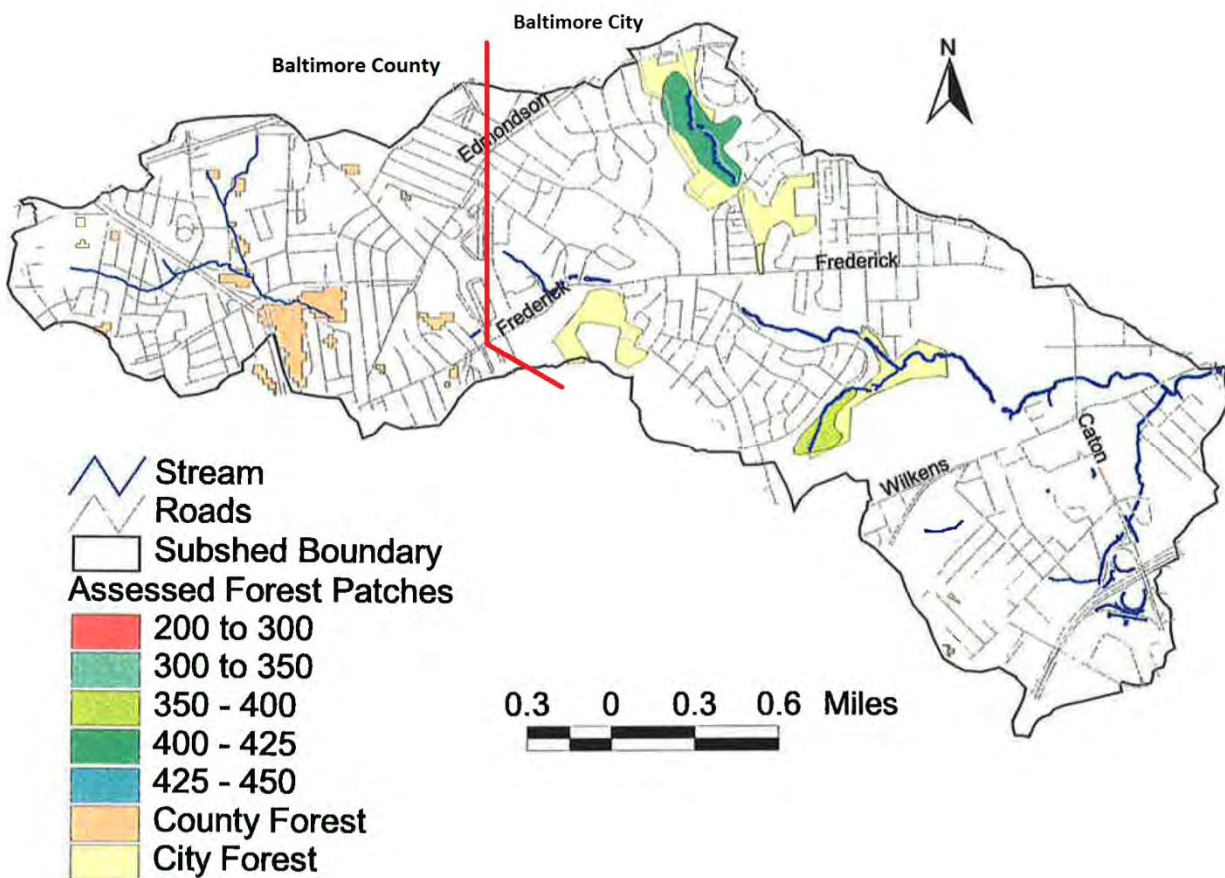 Baltimore City
Baltimore County
N
Edmondson
Frederick
Frederick
Caton
Wilkens
Stream
Roads
Subshed Boundary
Assessed Forest Patches
200 to 300
300 to 350
350 - 400
400 - 425
425 - 450
County Forest
City Forest
0.3 0 0.3 0.6 Miles